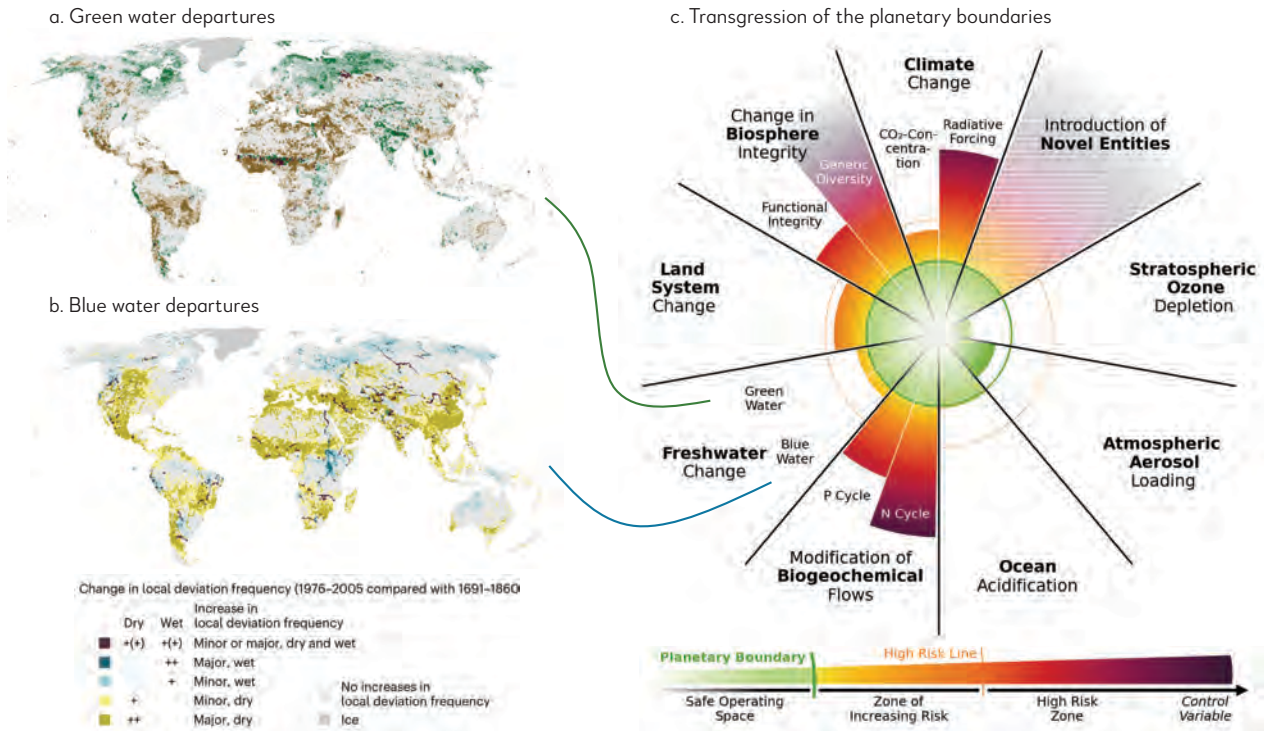 a. Green water departures
b. Blue water departures
Change in local deviation frequency (1976–2005 compared with 1691–1860
Increase in
Dry Wet local deviation frequency
+(+) +(+) Minor or major, dry and wet
++ Major, wet
+ Minor, wet
+ Minor, dry
++ Major, dry
No increases in
local deviation frequency
Ice
c. Transgression of the planetary boundaries
Climate
Change
CO₂-Con-
centra-
tion
Radiative
Forcing
Introduction of
Novel Entities
Stratospheric
Ozone
Depletion
Atmospheric
Aerosol
Loading
Ocean
Acidification
Modification of
Biogeochemical
Flows
P Cycle
N Cycle
Freshwater
Change
Green
Water
Blue
Water
Land
System
Change
Change in
Biosphere
Integrity
Functional
Integrity
Generic
Diversity
Planetary Boundary
High Risk Line
Safe Operating
Space
Zone of
Increasing Risk
High Risk
Zone
Control
Variable